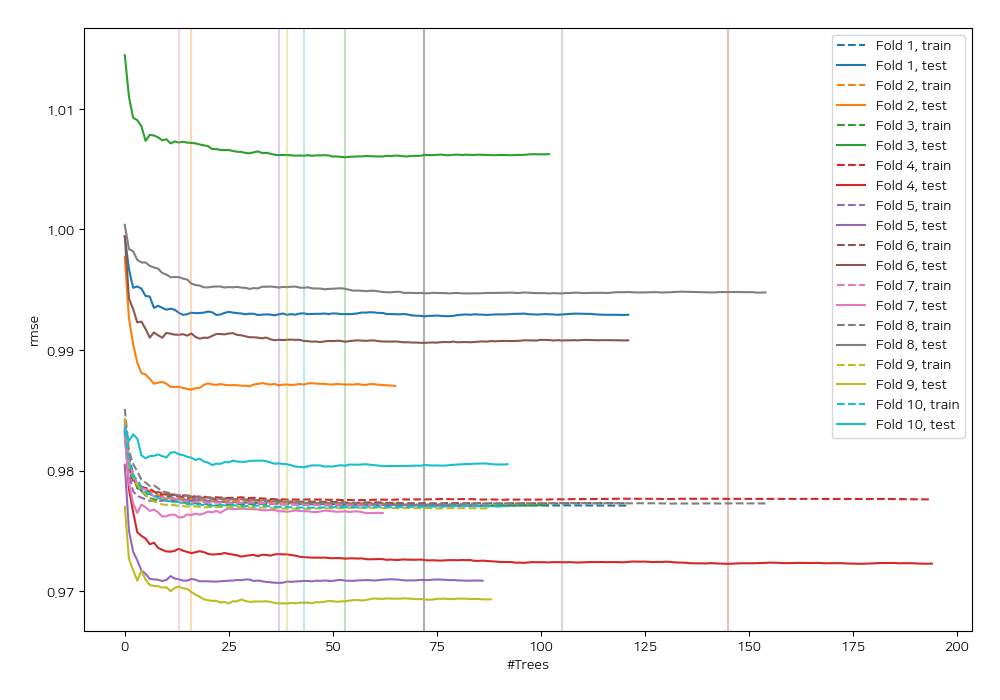 rmse
1.01
1.00
0.99
0.98
0.97
0
25
50
75
100
125
150
175
200
#Trees
Fold 1, train
Fold 1, test
Fold 2, train
Fold 2, test
Fold 3, train
Fold 3, test
Fold 4, train
Fold 4, test
Fold 5, train
Fold 5, test
Fold 6, train
Fold 6, test
Fold 7, train
Fold 7, test
Fold 8, train
Fold 8, test
Fold 9, train
Fold 9, test
Fold 10, train
Fold 10, test